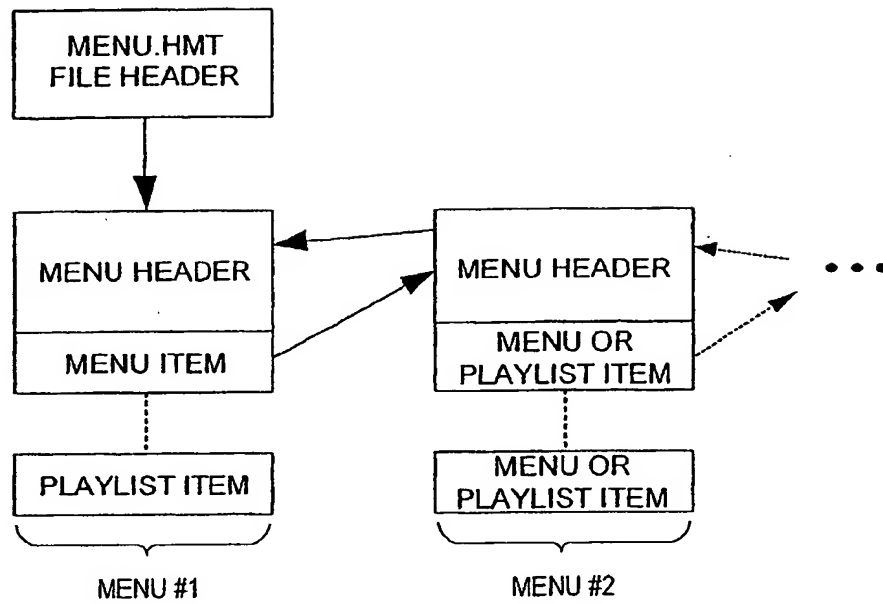 MENU.HMT
FILE HEADER
MENU HEADER
MENU ITEM
PLAYLIST ITEM
MENU #1
MENU HEADER
MENU OR
PLAYLIST ITEM
MENU OR
PLAYLIST ITEM
MENU #2